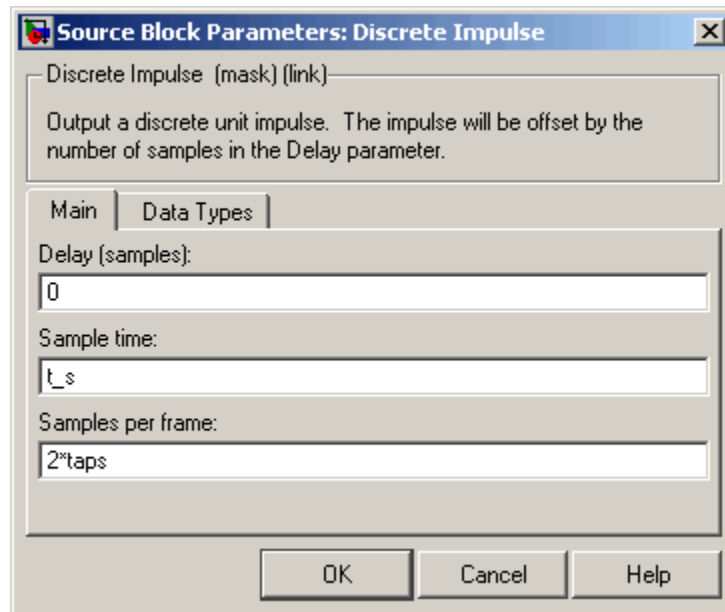 Source Block Parameters: Discrete Impulse
Discrete Impulse (mask) (link)
Output a discrete unit impulse. The impulse will be offset by the
number of samples in the Delay parameter.
Main Data Types
Delay (samples):
0
Sample time:
t_s
Samples per frame:
2*taps
OK Cancel Help